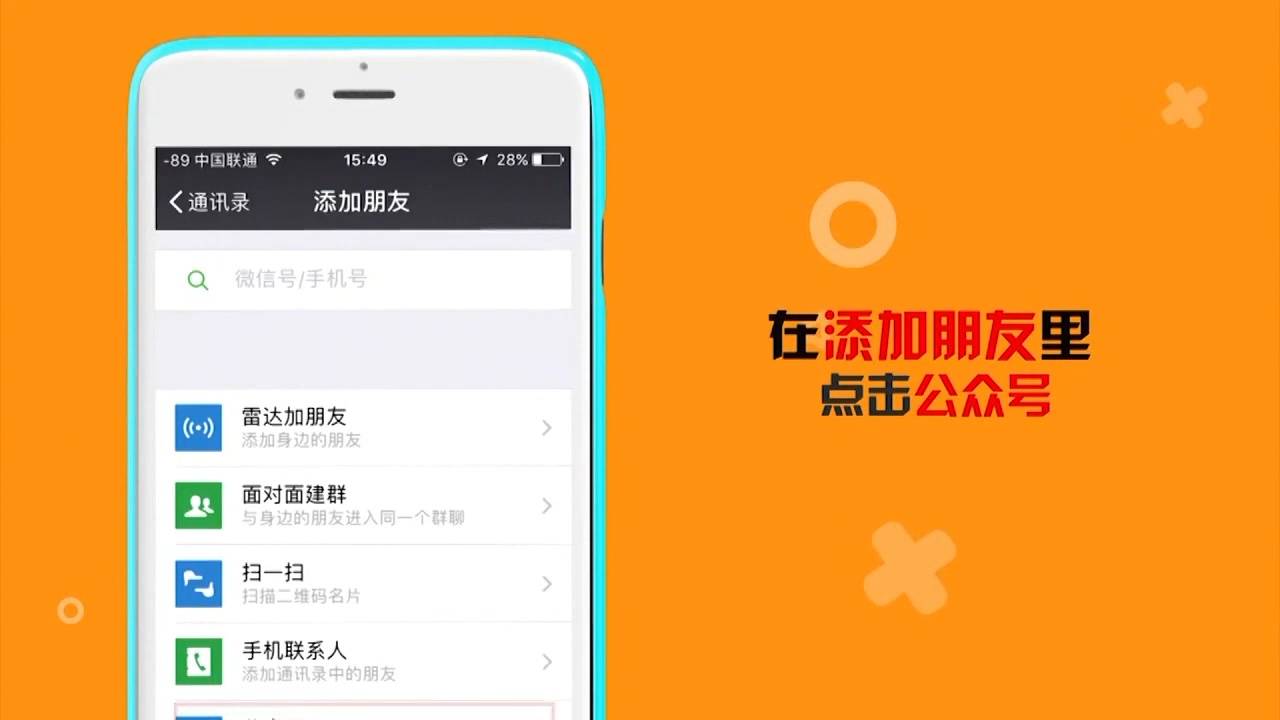 -89 中国联通 15:49 28%
通讯录 添加朋友
微信号/手机号
雷达加朋友
添加身边的朋友
面对面建群
与身边的朋友进入同一个群聊
扫一扫
扫描二维码名片
手机联系人
添加通讯录中的朋友
在添加朋友里
点击公众号